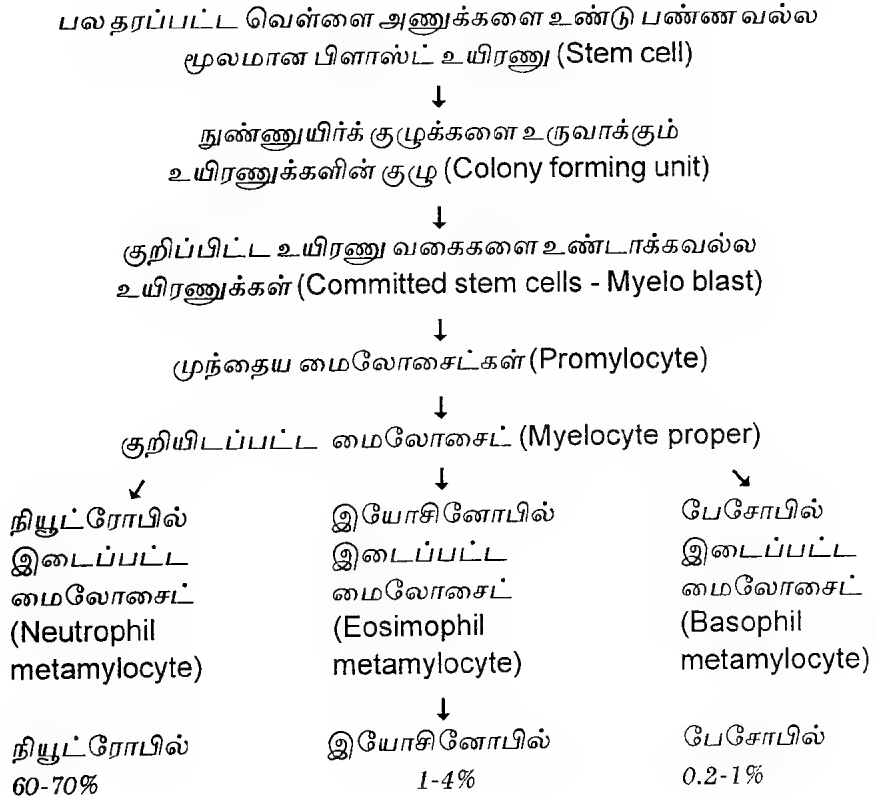 பல தரப்பட்ட வெள்ளை அணுக்களை உண்டு பண்ண வல்ல
மூலமான பிளாஸ்ட் உயிரணு (Stem cell)
↓
நுண்ணுயிர்க் குழுக்களை உருவாக்கும்
உயிரணுக்களின் குழு (Colony forming unit)
↓
குறிப்பிட்ட உயிரணு வகைகளை உண்டாக்கவல்ல
உயிரணுக்கள் (Committed stem cells - Myelo blast)
↓
முந்தைய மைலோசைட்கள் (Promylocyte)
↓
குறியிடப்பட்ட மைலோசைட் (Myelocyte proper)
↙ ↓ ↘
நியூட்ரோபில்
இடைப்பட்ட
மைலோசைட்
(Neutrophil
metamylocyte)
இயோசினோபில்
இடைப்பட்ட
மைலோசைட்
(Eosimophil
metamylocyte)
பேசோபில்
இடைப்பட்ட
மைலோசைட்
(Basophil
metamylocyte)
↓
நியூட்ரோபில்
60-70%
இயோசினோபில்
1-4%
பேசோபில்
0.2-1%